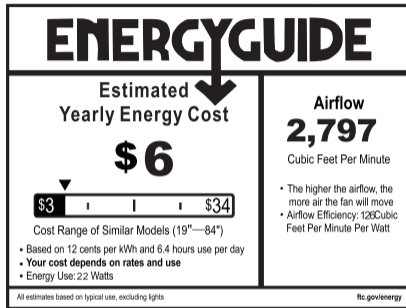 ENERGYGUIDE
Estimated
Yearly Energy Cost
$6
$3 $34
Cost Range of Similar Models (19"—84")
• Based on 12 cents per kWh and 6.4 hours use per day
• Your cost depends on rates and use
• Energy Use:22 Watts
Airflow
2,797
Cubic Feet Per Minute
• The higher the airflow, the
more air the fan will move
• Airflow Efficiency: 126Cubic
Feet Per Minute Per Watt
All estimates based on typical use, excluding lights
ftc.gov/energy